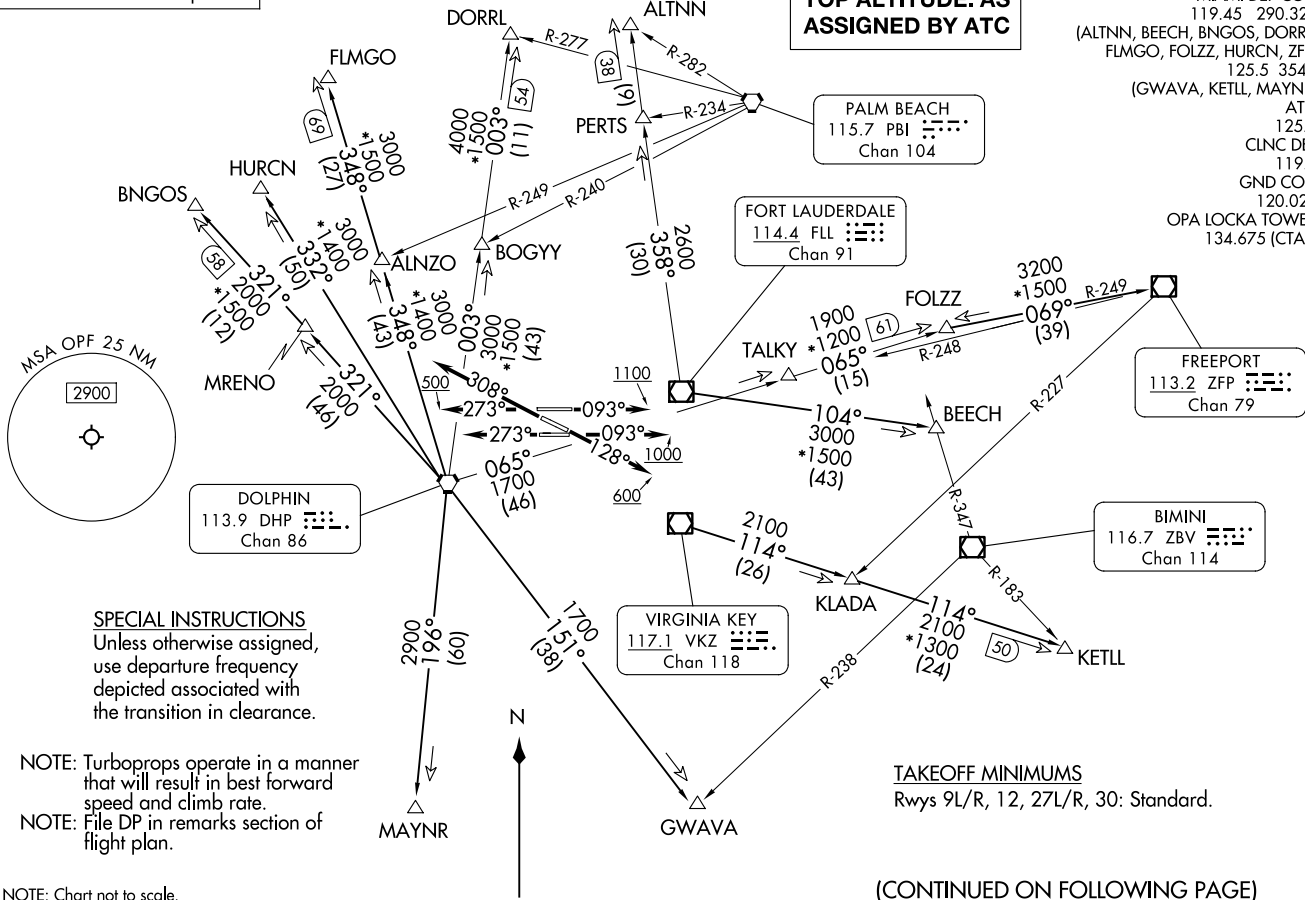 TOP ALTITUDE: AS
ASSIGNED BY ATC
119.45 290.32
(ALTNN, BEECH, BNGOS, DORR
FLMGO, FOLZZ, HURCN, ZF
125.5 354
(GWAVA, KETLL, MAYN
AT
125.
CLNC DE
119.
GND CO
120.02
OPA LOCKA TOWE
134.675 (CTA
DORRL
ALTNN
FLMGO
R-277
R-282
38
(9)
54
PERTS
R-234
PALM BEACH
115.7 PBI
Chan 104
4000
*1500
003°
(11)
69
3000
*1500
348°
(27)
HURCN
BNGOS
R-249
R-240
FORT LAUDERDALE
114.4 FLL
Chan 91
2600
358°
(30)
BOGYY
ALNZO
3000
*1400
332°
(50)
58
321°
2000
*1500
(12)
3000
*1400
348°
(43)
003°
3000
*1500
(43)
FOLZZ
3200
*1500
069°
(39)
R-249
1900
*1200
065°
(15)
61
R-248
TALKY
FREEPORT
113.2 ZFP
Chan 79
MSA OPF 25 NM
2900
MRENO
321°
2000
(46)
308°
500
1100
273°
093°
273°
093°
128°
1000
600
065°
1700
(46)
104°
3000
*1500
(43)
BEECH
R-227
R-347
DOLPHIN
113.9 DHP
Chan 86
BIMINI
116.7 ZBV
Chan 114
2100
114°
(26)
KLADA
R-183
VIRGINIA KEY
117.1 VKZ
Chan 118
114°
2100
*1300
(24)
50
KETLL
R-238
SPECIAL INSTRUCTIONS
Unless otherwise assigned,
use departure frequency
depicted associated with
the transition in clearance.
2900
196°
(60)
1700
151°
(38)
N
NOTE: Turboprops operate in a manner
that will result in best forward
speed and climb rate.
NOTE: File DP in remarks section of
flight plan.
MAYNR
GWAVA
TAKEOFF MINIMUMS
Rwys 9L/R, 12, 27L/R, 30: Standard.
NOTE: Chart not to scale.
(CONTINUED ON FOLLOWING PAGE)